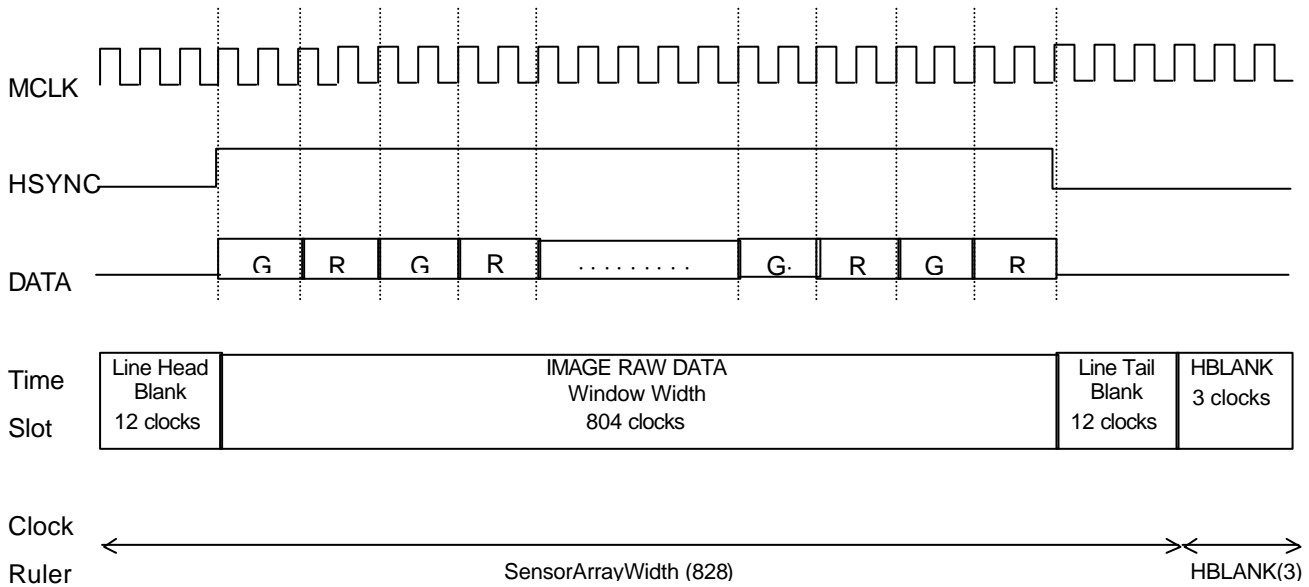 MCLK
HSYNC
DATA
G R G R ......... G. R G R
Time
Slot
Line Head
Blank
12 clocks
IMAGE RAW DATA
Window Width
804 clocks
Line Tail
Blank
12 clocks
HBLANK
3 clocks
Clock
Ruler
SensorArrayWidth (828)
HBLANK(3)